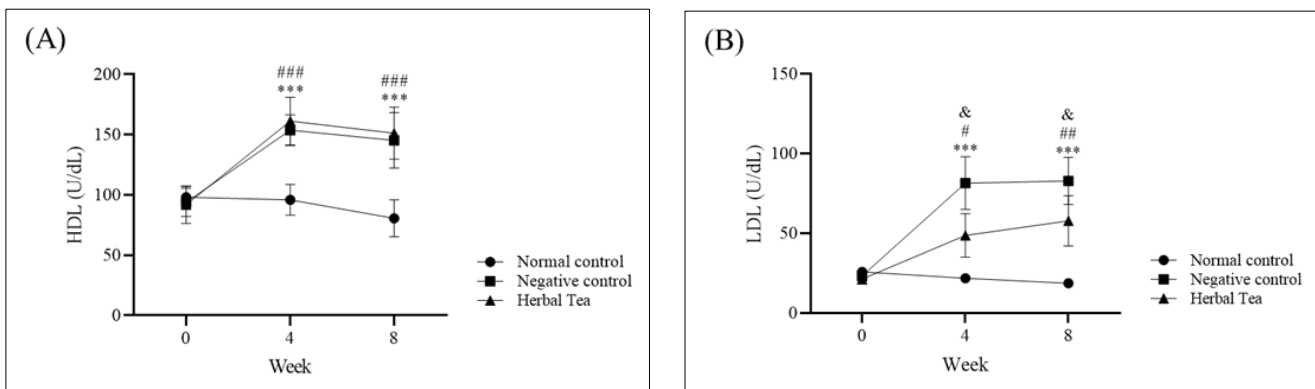 (A)
HDL (U/dL)
200
150
100
50
0
###
***
###
***
0
4
8
Week
Normal control
Negative control
Herbal Tea
(B)
LDL (U/dL)
150
100
50
0
&
#
***
&
##
***
0
4
8
Week
Normal control
Negative control
Herbal Tea